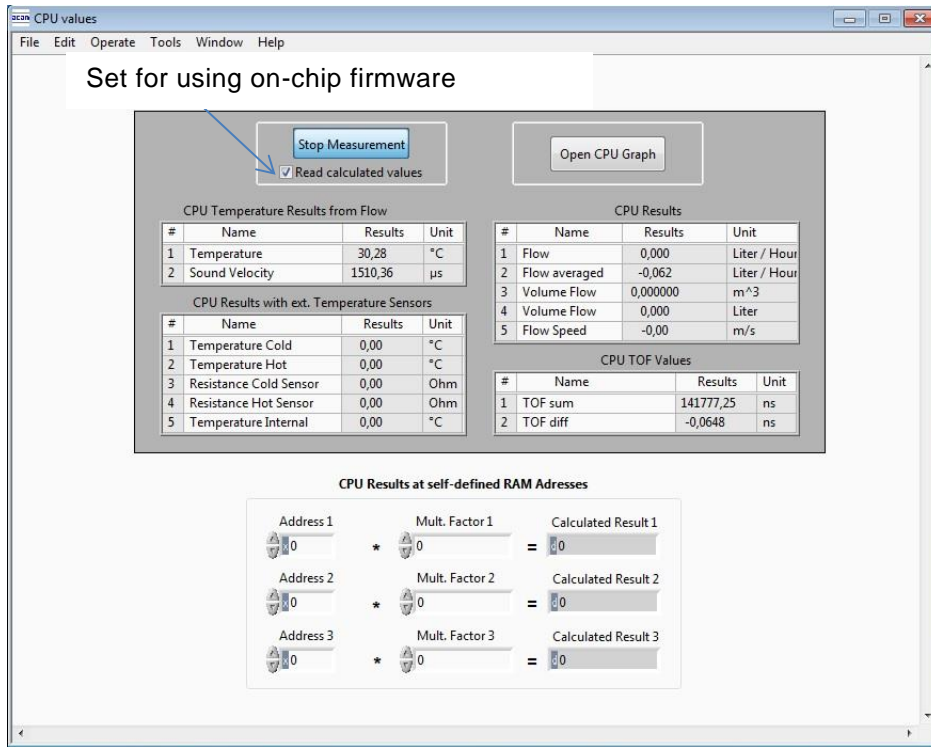 acam CPU values
File Edit Operate Tools Window Help
Set for using on-chip firmware
Stop Measurement
Read calculated values
Open CPU Graph
CPU Temperature Results from Flow
# Name Results Unit
1 Temperature 30,28 °C
2 Sound Velocity 1510,36 µs
CPU Results with ext. Temperature Sensors
# Name Results Unit
1 Temperature Cold 0,00 °C
2 Temperature Hot 0,00 °C
3 Resistance Cold Sensor 0,00 Ohm
4 Resistance Hot Sensor 0,00 Ohm
5 Temperature Internal 0,00 °C
CPU Results
# Name Results Unit
1 Flow 0,000 Liter / Hour
2 Flow averaged -0,062 Liter / Hour
3 Volume Flow 0,000000 m^3
4 Volume Flow 0,000 Liter
5 Flow Speed -0,00 m/s
CPU TOF Values
# Name Results Unit
1 TOF sum 141777,25 ns
2 TOF diff -0,0648 ns
CPU Results at self-defined RAM Adresses
Address 1 Mult. Factor 1 Calculated Result 1
x 0 * 0 = d 0
Address 2 Mult. Factor 2 Calculated Result 2
x 0 * 0 = d 0
Address 3 Mult. Factor 3 Calculated Result 3
x 0 * 0 = d 0